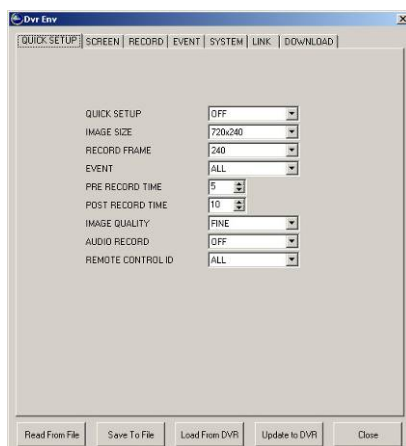 Dvr Env
QUICK SETUP SCREEN RECORD EVENT SYSTEM LINK DOWNLOAD
QUICK SETUP OFF
IMAGE SIZE 720x240
RECORD FRAME 240
EVENT ALL
PRE RECORD TIME 5
POST RECORD TIME 10
IMAGE QUALITY FINE
AUDIO RECORD OFF
REMOTE CONTROL ID ALL
Read From File Save To File Load From DVR Update to DVR Close